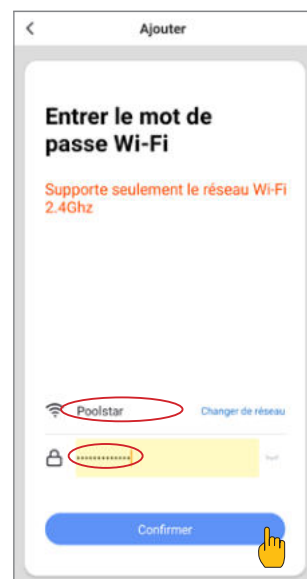 Ajouter
Entrer le mot de
passe Wi-Fi
Supporte seulement le réseau Wi-Fi
2.4Ghz
Poolstar
Changer de réseau
•••••••••••••
Confirmer